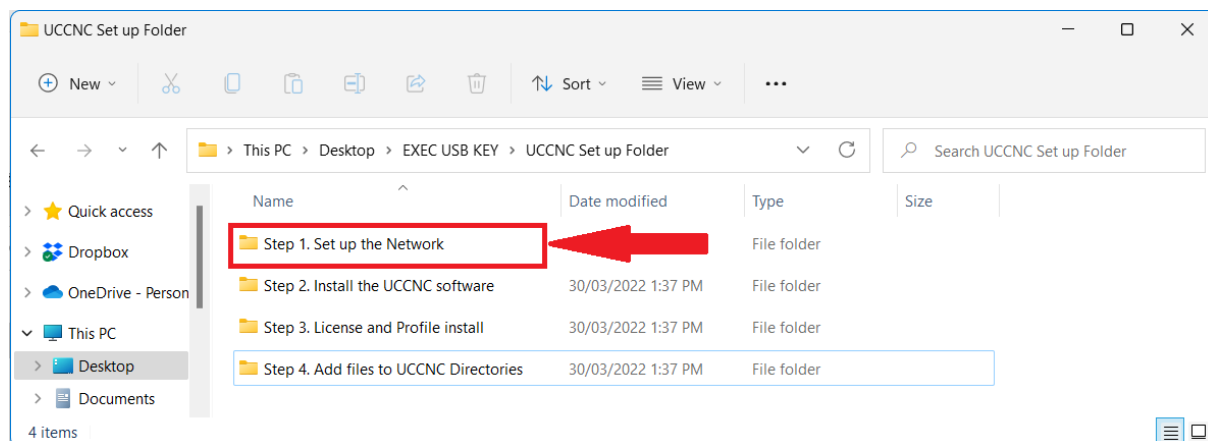 UCCNC Set up Folder
New Sort View
This PC > Desktop > EXEC USB KEY > UCCNC Set up Folder Search UCCNC Set up Folder
Name Date modified Type Size
Quick access
Dropbox
OneDrive - Person
This PC
Desktop
Documents
Step 1. Set up the Network File folder
Step 2. Install the UCCNC software 30/03/2022 1:37 PM File folder
Step 3. License and Profile install 30/03/2022 1:37 PM File folder
Step 4. Add files to UCCNC Directories 30/03/2022 1:37 PM File folder
4 items